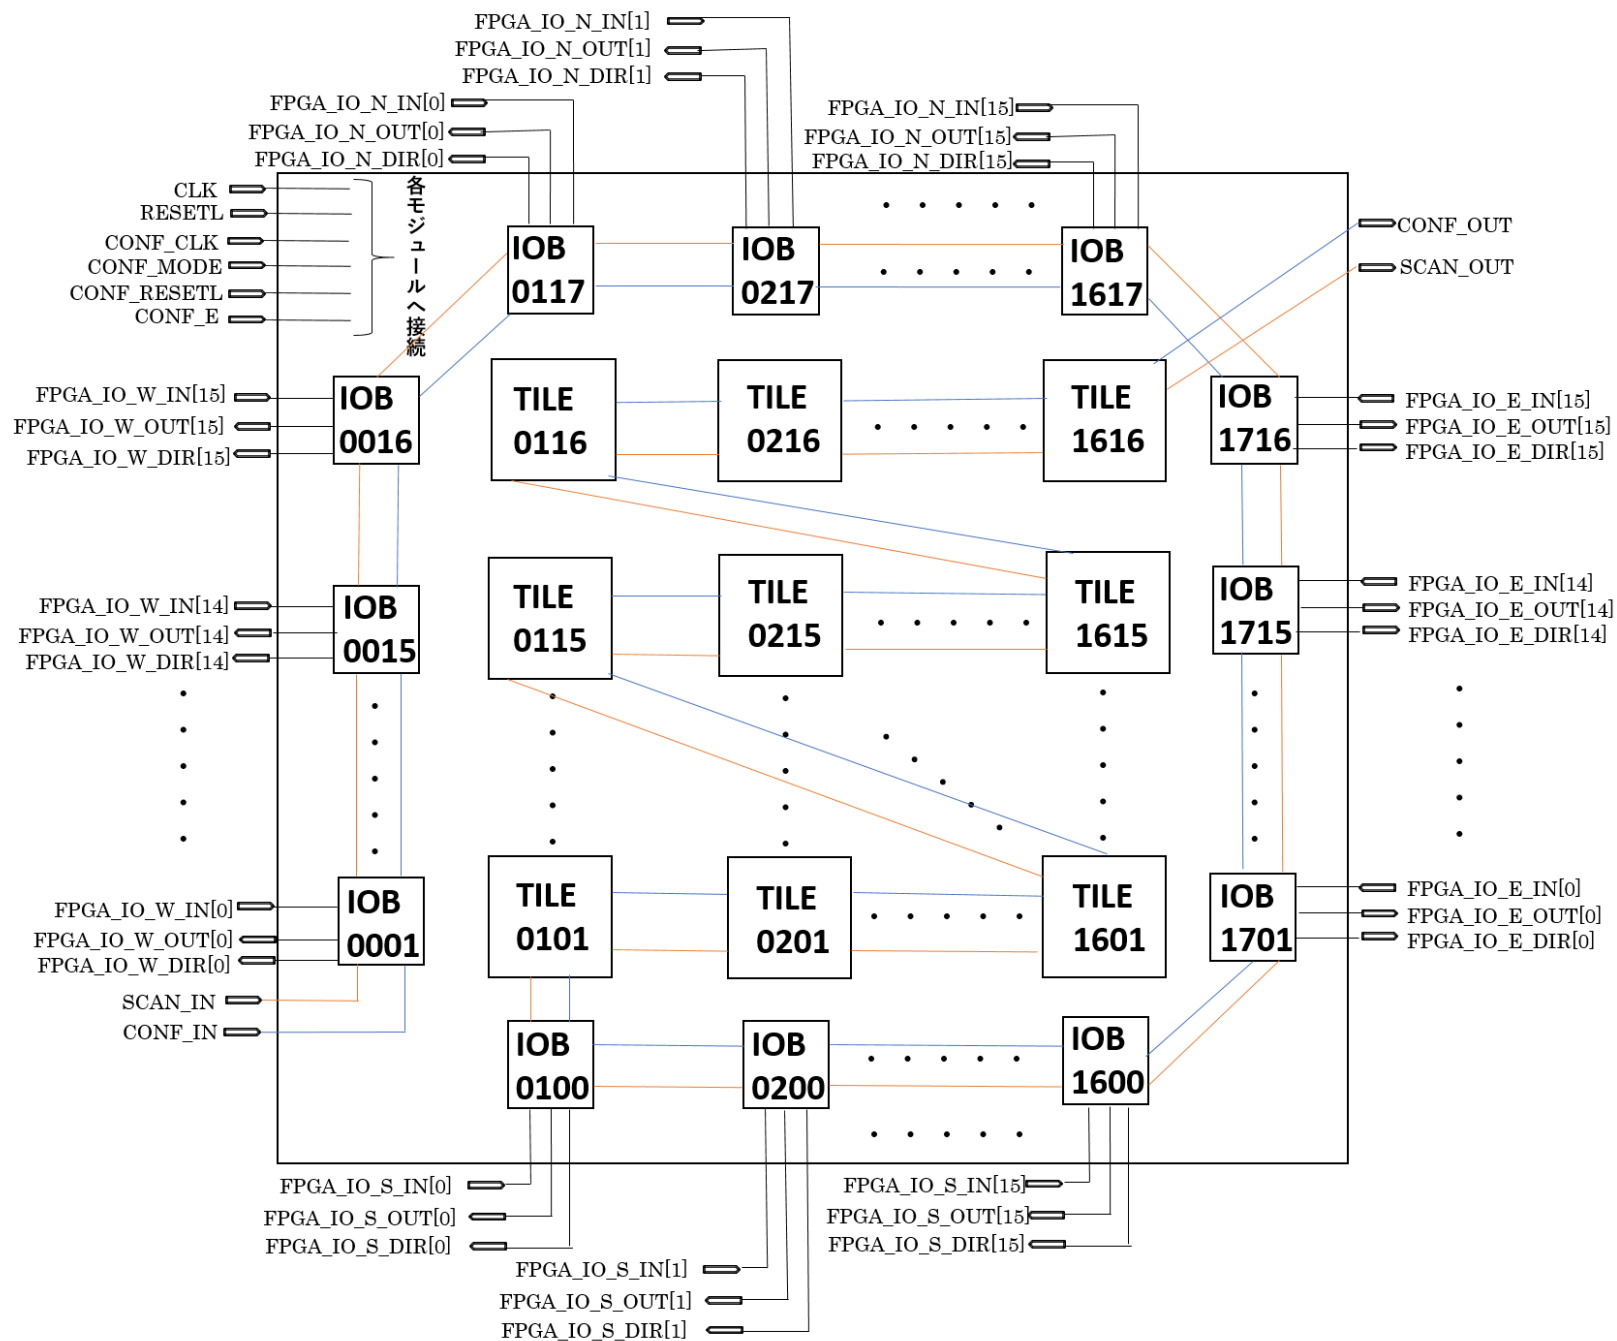 FPGA_IO_N_IN[1]
FPGA_IO_N_OUT[1]
FPGA_IO_N_DIR[1]
FPGA_IO_N_IN[0]
FPGA_IO_N_OUT[0]
FPGA_IO_N_DIR[0]
FPGA_IO_N_IN[15]
FPGA_IO_N_OUT[15]
FPGA_IO_N_DIR[15]
CLK
RESETL
CONF_CLK
CONF_MODE
CONF_RESETL
CONF_E
各モジュールへ接続
CONF_OUT
SCAN_OUT
IOB
0117
IOB
0217
IOB
1617
FPGA_IO_W_IN[15]
FPGA_IO_W_OUT[15]
FPGA_IO_W_DIR[15]
IOB
0016
TILE
0116
TILE
0216
TILE
1616
IOB
1716
FPGA_IO_E_IN[15]
FPGA_IO_E_OUT[15]
FPGA_IO_E_DIR[15]
FPGA_IO_W_IN[14]
FPGA_IO_W_OUT[14]
FPGA_IO_W_DIR[14]
IOB
0015
TILE
0115
TILE
0215
TILE
1615
IOB
1715
FPGA_IO_E_IN[14]
FPGA_IO_E_OUT[14]
FPGA_IO_E_DIR[14]
FPGA_IO_W_IN[0]
FPGA_IO_W_OUT[0]
FPGA_IO_W_DIR[0]
SCAN_IN
CONF_IN
IOB
0001
TILE
0101
TILE
0201
TILE
1601
IOB
1701
FPGA_IO_E_IN[0]
FPGA_IO_E_OUT[0]
FPGA_IO_E_DIR[0]
IOB
0100
IOB
0200
IOB
1600
FPGA_IO_S_IN[0]
FPGA_IO_S_OUT[0]
FPGA_IO_S_DIR[0]
FPGA_IO_S_IN[1]
FPGA_IO_S_OUT[1]
FPGA_IO_S_DIR[1]
FPGA_IO_S_IN[15]
FPGA_IO_S_OUT[15]
FPGA_IO_S_DIR[15]